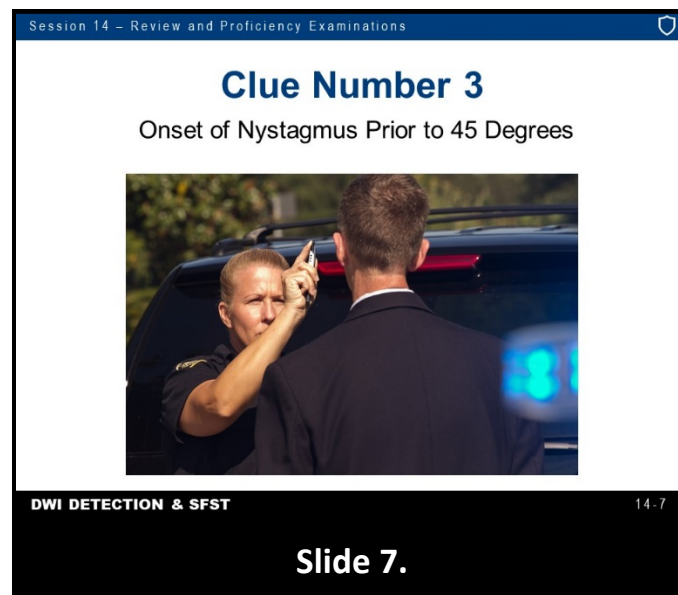 Session 14 – Review and Proficiency Examinations
Clue Number 3
Onset of Nystagmus Prior to 45 Degrees
DWI DETECTION & SFST
14-7
Slide 7.